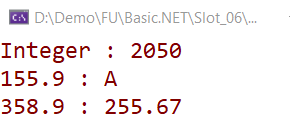 D:\Demo\FU\Basic.NET\Slot_06\...
Integer : 2050
155.9 : A
358.9 : 255.67